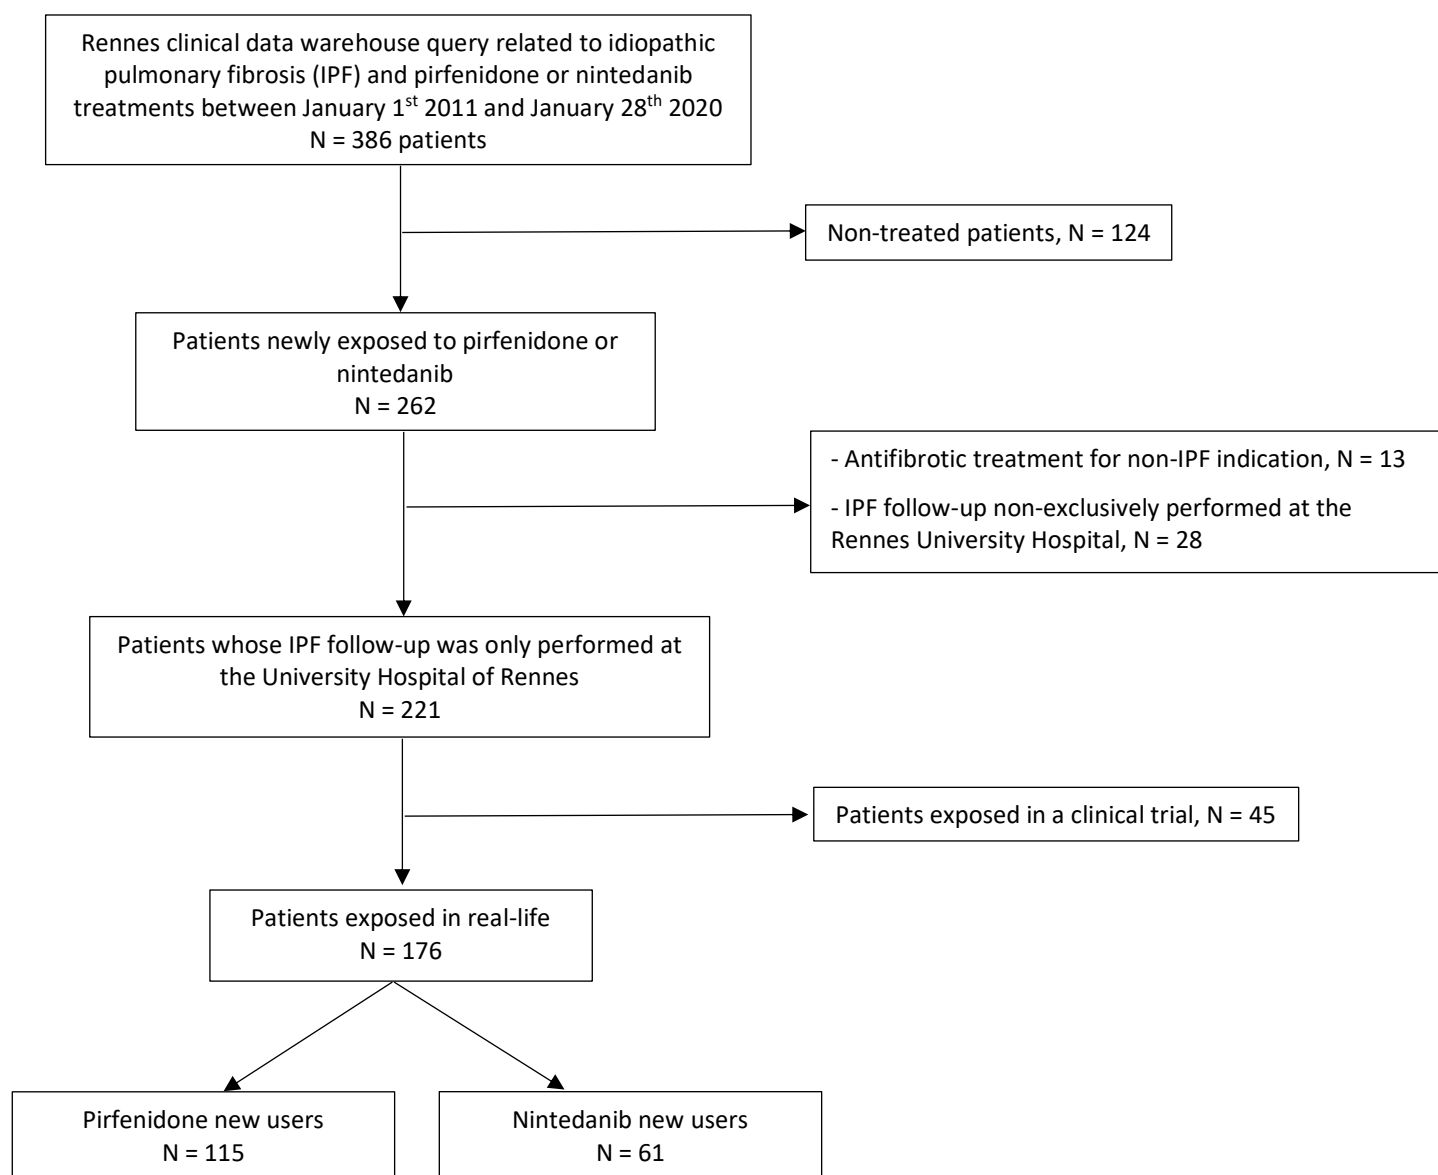 Rennes clinical data warehouse query related to idiopathic
pulmonary fibrosis (IPF) and pirfenidone or nintedanib
treatments between January 1st 2011 and January 28th 2020
N = 386 patients
Non-treated patients, N = 124
Patients newly exposed to pirfenidone or
nintedanib
N = 262
- Antifibrotic treatment for non-IPF indication, N = 13
- IPF follow-up non-exclusively performed at the
Rennes University Hospital, N = 28
Patients whose IPF follow-up was only performed at
the University Hospital of Rennes
N = 221
Patients exposed in a clinical trial, N = 45
Patients exposed in real-life
N = 176
Pirfenidone new users
N = 115
Nintedanib new users
N = 61